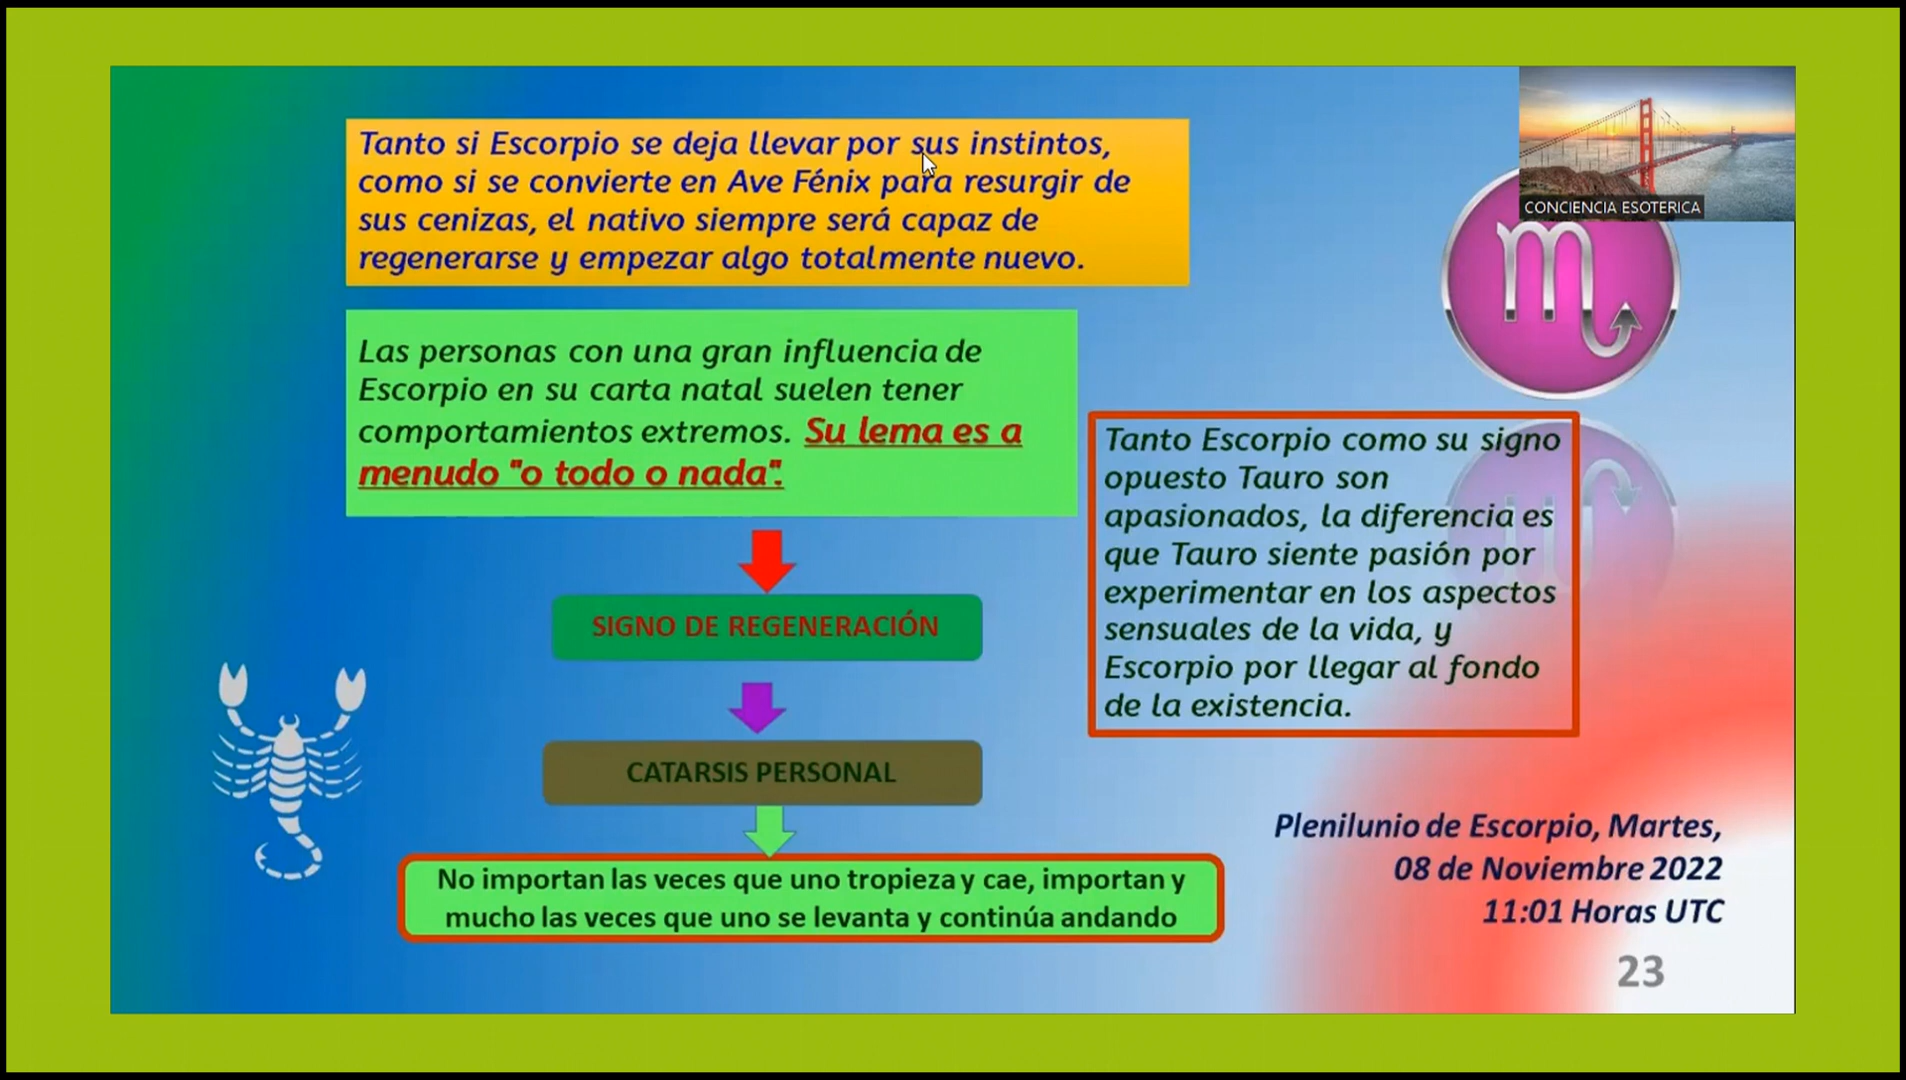 Tanto si Escorpio se deja llevar por sus instintos,
como si se convierte en Ave Fénix para resurgir de
sus cenizas, el nativo siempre será capaz de
regenerarse y empezar algo totalmente nuevo.
CONCIENCIA ESOTERICA
Las personas con una gran influencia de
Escorpio en su carta natal suelen tener
comportamientos extremos. Su lema es a
menudo "o todo o nada".
Tanto Escorpio como su signo
opuesto Tauro son
apasionados, la diferencia es
que Tauro siente pasión por
experimentar en los aspectos
sensuales de la vida, y
Escorpio por llegar al fondo
de la existencia.
SIGNO DE REGENERACIÓN
CATARSIS PERSONAL
No importan las veces que uno tropieza y cae, importan y
mucho las veces que uno se levanta y continúa andando
Plenilunio de Escorpio, Martes,
08 de Noviembre 2022
11:01 Horas UTC
23